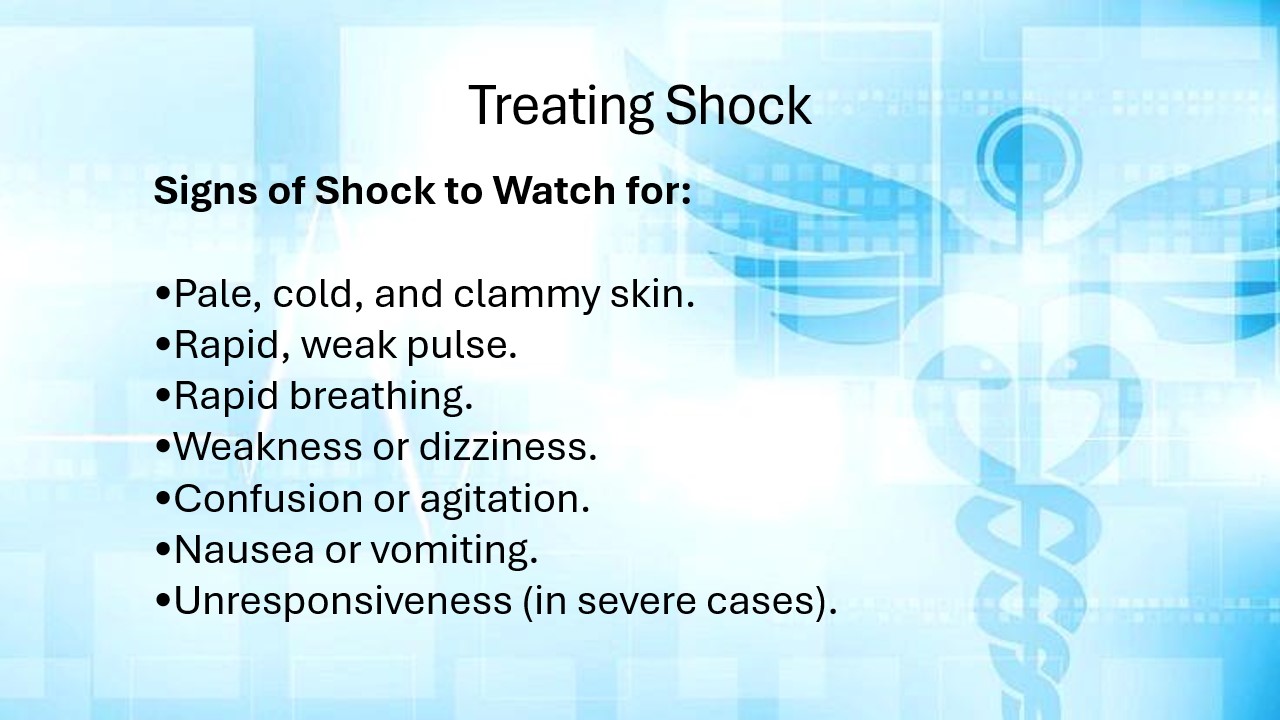 Treating Shock
Signs of Shock to Watch for:
•Pale, cold, and clammy skin.
•Rapid, weak pulse.
•Rapid breathing.
•Weakness or dizziness.
•Confusion or agitation.
•Nausea or vomiting.
•Unresponsiveness (in severe cases).